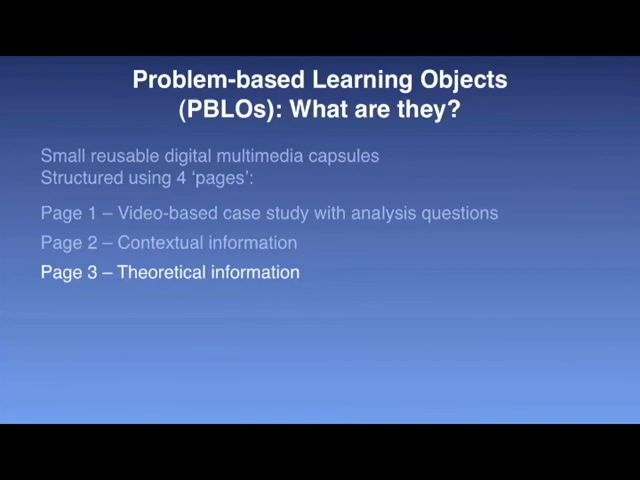 Problem-based Learning Objects
(PBLOs): What are they?
Small reusable digital multimedia capsules
Structured using 4 ‘pages’:
Page 1 – Video-based case study with analysis questions
Page 2 – Contextual information
Page 3 – Theoretical information